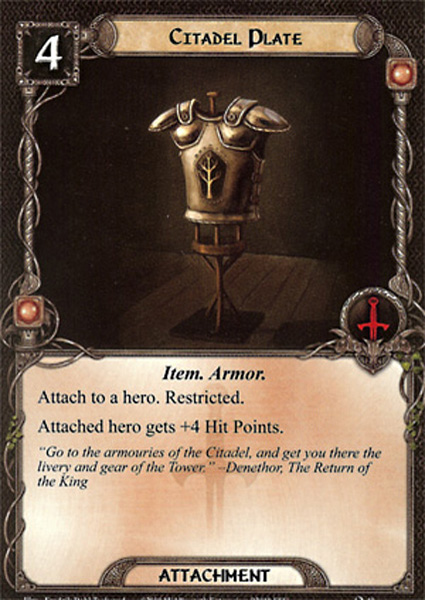 4
CITADEL PLATE
Item. Armor.
Attach to a hero. Restricted.
Attached hero gets +4 Hit Points.
“Go to the armouries of the Citadel, and get you there the
livery and gear of the Tower.” –Denethor, The Return of
the King
ATTACHMENT